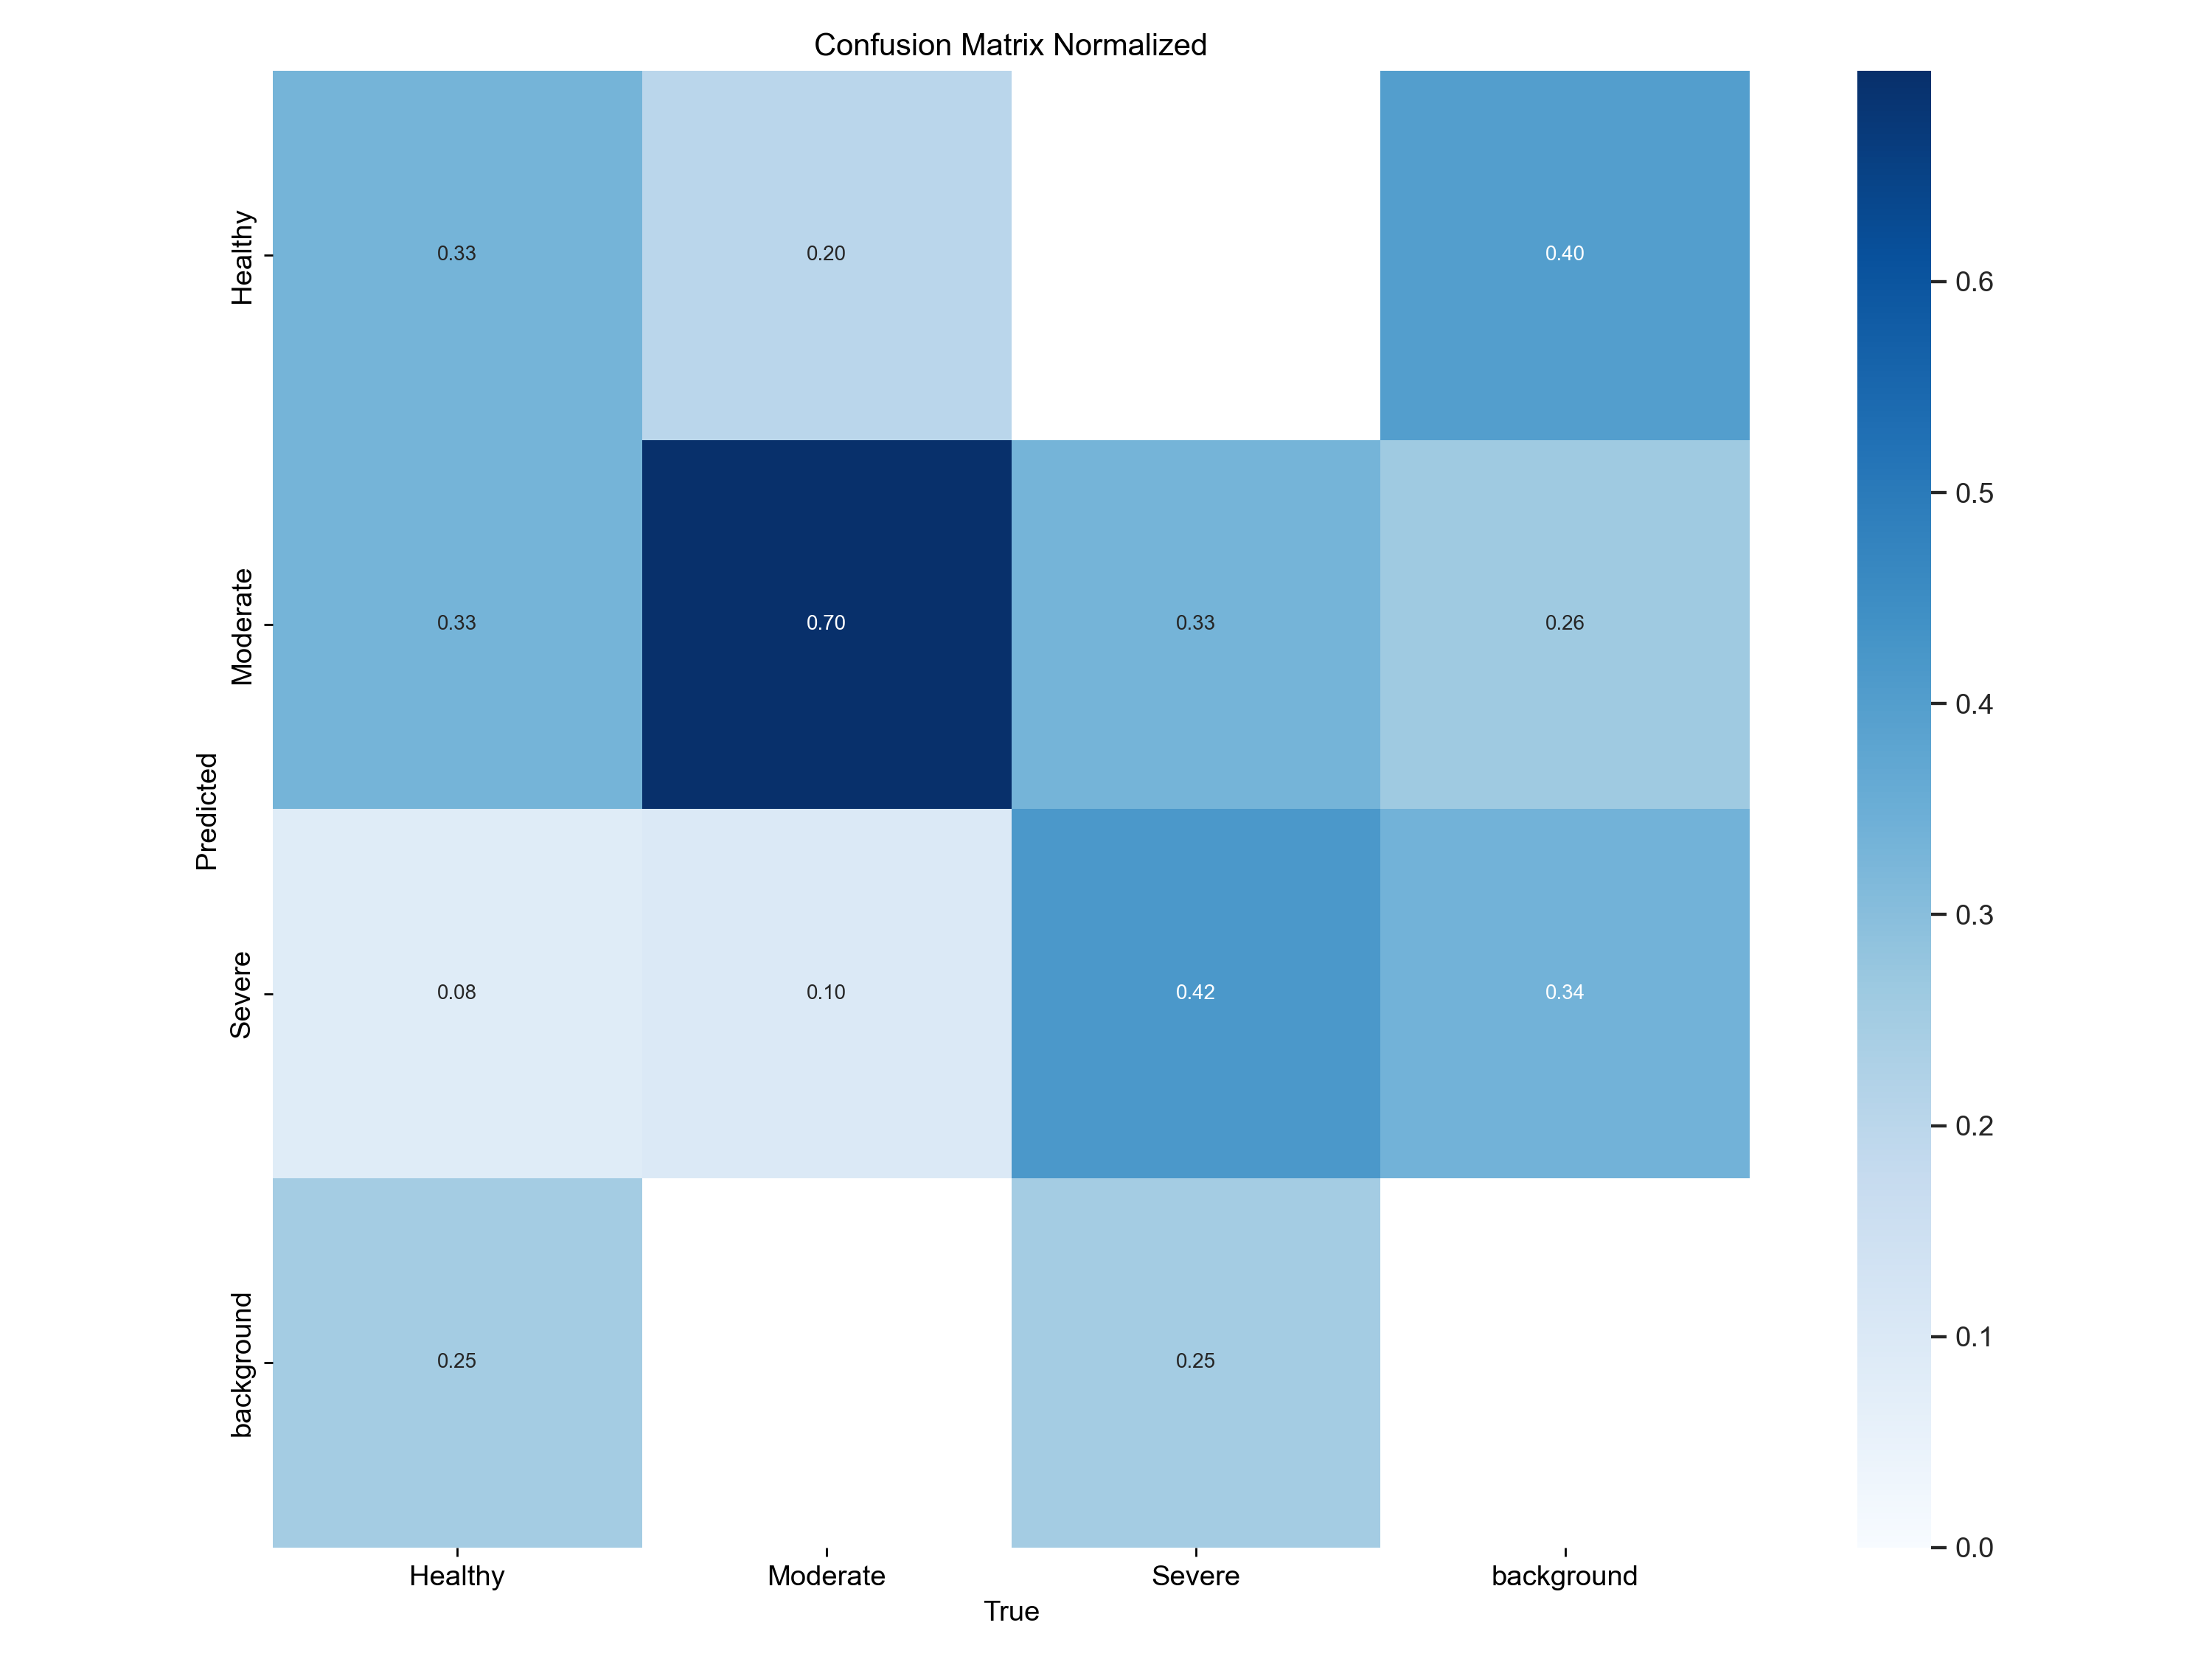 Confusion Matrix Normalized
Healthy
0.33
0.20
0.40
Moderate
0.33
0.70
0.33
0.26
Predicted
Severe
0.08
0.10
0.42
0.34
background
0.25
0.25
Healthy
Moderate
Severe
background
True
0.6
0.5
0.4
0.3
0.2
0.1
0.0